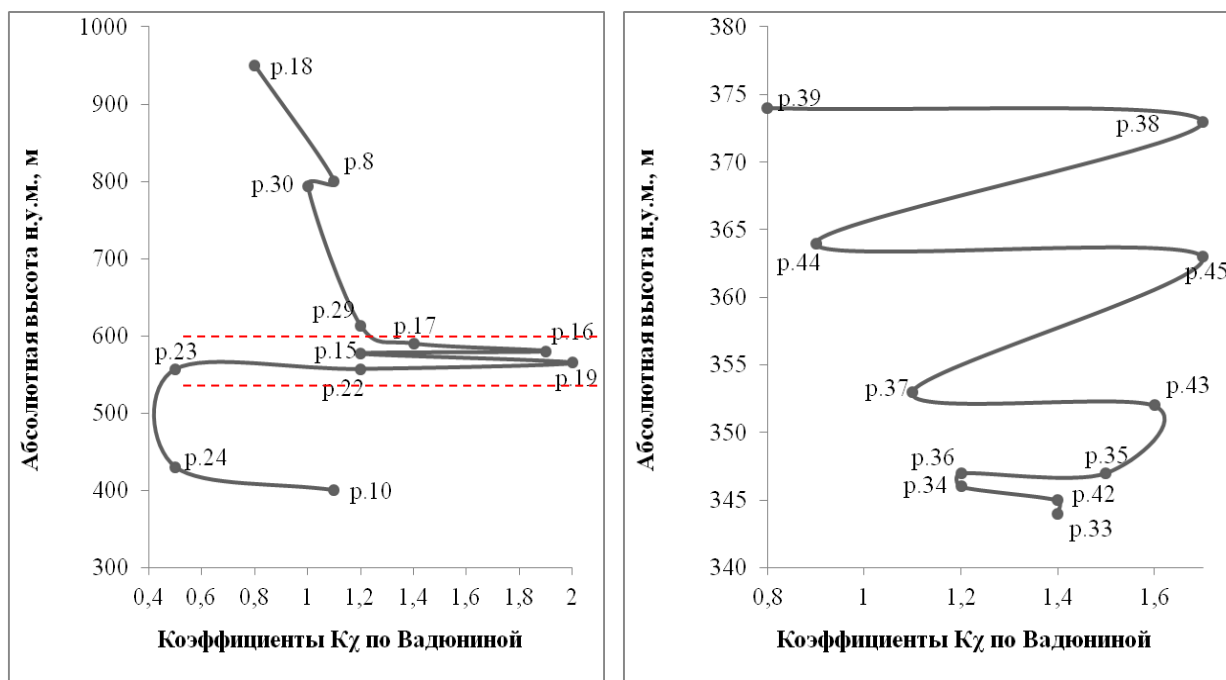 1000
900
800
700
600
500
400
300
0,4
0,6
0,8
1
1,2
1,4
1,6
1,8
2
Абсолютная высота н.у.м., м
Коэффициенты Кχ по Вадюниной
р.18
р.8
р.30
р.29
р.17
р.16
р.15
р.23
р.22
р.19
р.24
р.10
380
375
370
365
360
355
350
345
340
0,8
1
1,2
1,4
1,6
Абсолютная высота н.у.м., м
Коэффициенты Кχ по Вадюниной
р.39
р.38
р.44
р.45
р.37
р.43
р.36
р.35
р.34
р.42
р.33